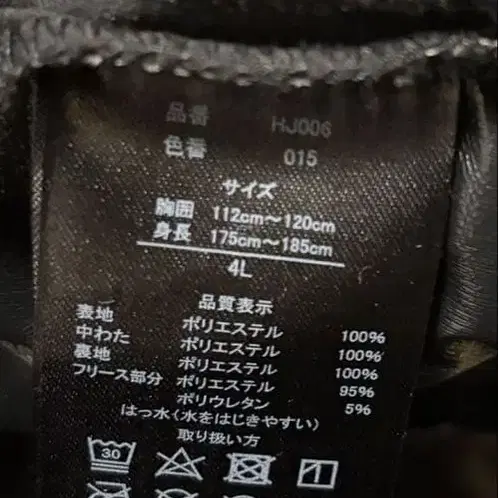 品番 HJ006
色番 015
サイズ
胸囲 112cm～120cm
身長 175cm～185cm
4L
品質表示
表地 ポリエステル 100%
中わた ポリエステル 100%
裏地 ポリエステル 100%
フリース部分 ポリエステル 95%
ポリウレタン 5%
はっ水(水をはじきやすい)
取り扱い方
30